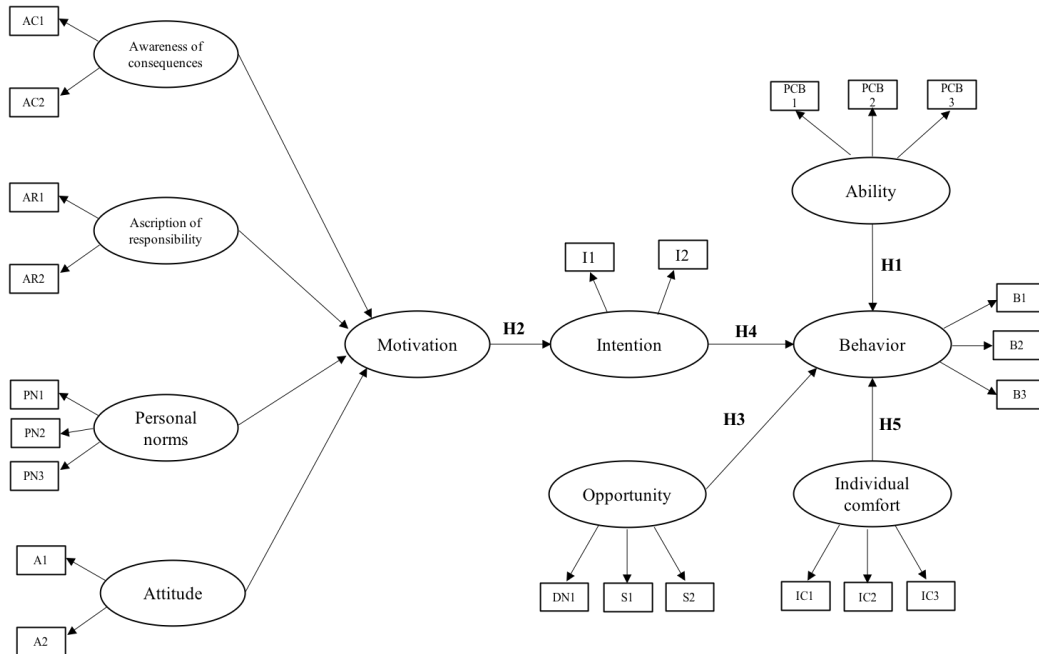 AC1
Awareness of
consequences
AC2
AR1
Ascription of
responsibility
AR2
PN1
PN2
PN3
Personal
norms
A1
Attitude
A2
Motivation
H2
I1
I2
Intention
H4
PCB
1
PCB
2
PCB
3
Ability
H1
Behavior
B1
B2
B3
H3
H5
Opportunity
DN1
S1
S2
Individual
comfort
IC1
IC2
IC3